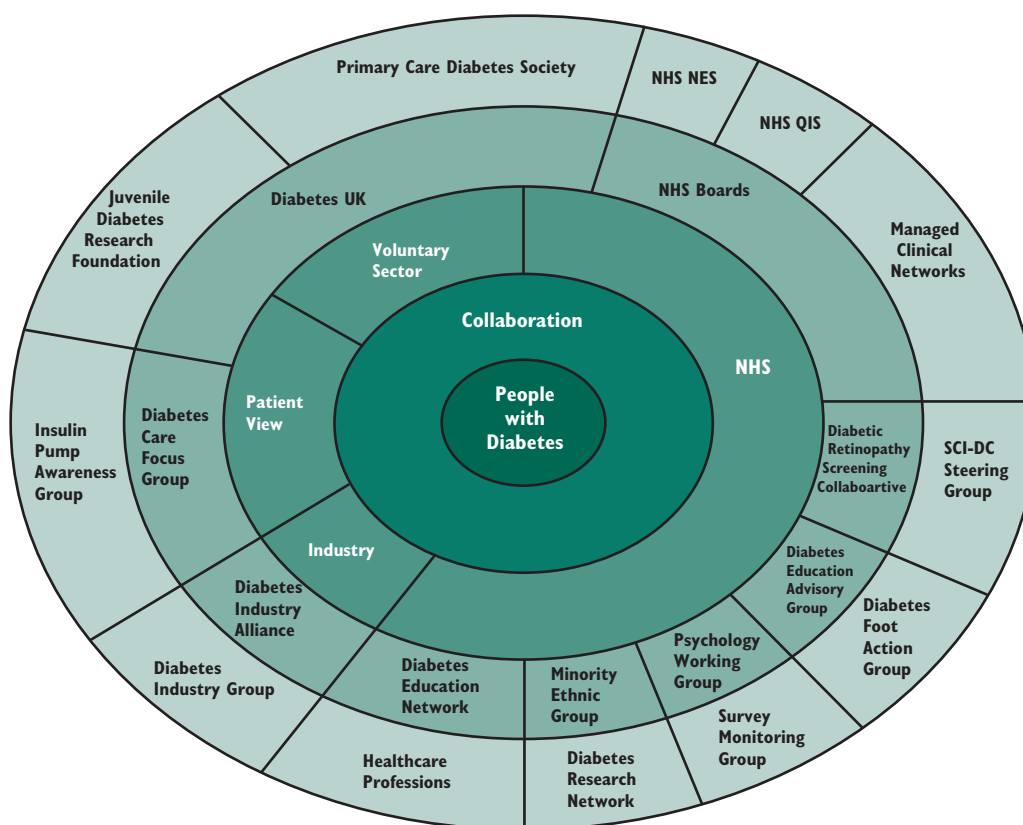 Primary Care Diabetes Society
NHS NES
NHS QIS
Managed
Clinical
Networks
SCI-DC
Steering
Group
Diabetes
Foot
Action
Group
Survey
Monitoring
Group
Diabetes
Research
Network
Healthcare
Professions
Diabetes
Industry Group
Insulin
Pump
Awareness
Group
Juvenile
Diabetes
Research
Foundation
Diabetes UK
NHS Boards
Diabetic
Retinopathy
Screening
Collaboartive
Diabetes
Education
Advisory
Group
Psychology
Working
Group
Minority
Ethnic
Group
Diabetes
Education
Network
Diabetes
Industry
Alliance
Diabetes
Care
Focus
Group
Voluntary
Sector
NHS
Industry
Patient
View
Collaboration
People
with
Diabetes